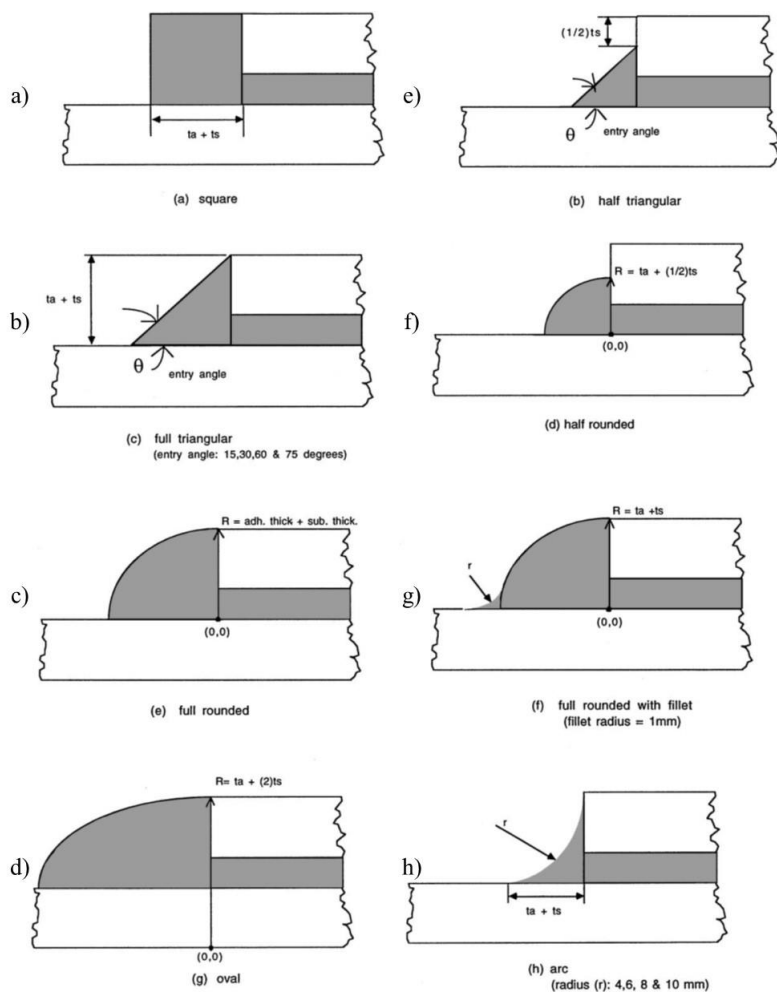 a)
ta + ts
(a) square
(1/2)ts
e)
θ
entry angle
(b) half triangular
ta + ts
b)
θ
entry angle
(c) full triangular
(entry angle: 15,30,60 & 75 degrees)
R = ta + (1/2)ts
f)
(0,0)
(d) half rounded
R = adh. thick + sub. thick.
c)
(0,0)
(e) full rounded
R = ta +ts
r
g)
(0,0)
(f) full rounded with fillet
(fillet radius = 1mm)
R= ta + (2)ts
d)
(0,0)
(g) oval
r
h)
ta + ts
(h) arc
(radius (r): 4,6, 8 & 10 mm)